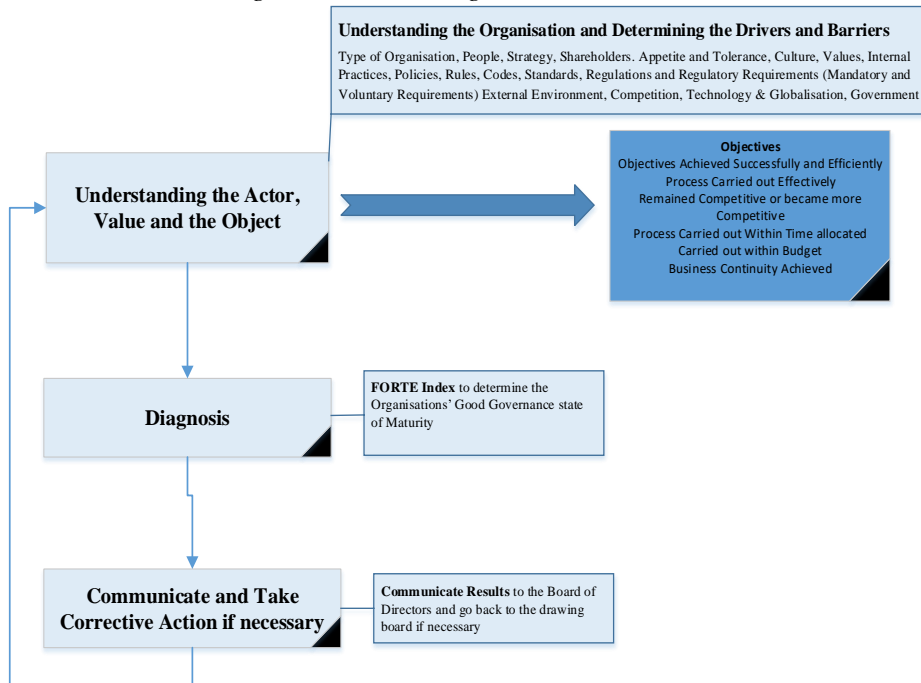 Understanding the Organisation and Determining the Drivers and Barriers
Type of Organisation, People, Strategy, Shareholders. Appetite and Tolerance, Culture, Values, Internal
Practices, Policies, Rules, Codes, Standards, Regulations and Regulatory Requirements (Mandatory and
Voluntary Requirements) External Environment, Competition, Technology & Globalisation, Government
Understanding the Actor,
Value and the Object
Objectives
Objectives Achieved Successfully and Efficiently
Process Carried out Effectively
Remained Competitive or became more
Competitive
Process Carried out Within Time allocated
Carried out within Budget
Business Continuity Achieved
Diagnosis
FORTE Index to determine the
Organisations' Good Governance state
of Maturity
Communicate and Take
Corrective Action if necessary
Communicate Results to the Board of
Directors and go back to the drawing
board if necessary